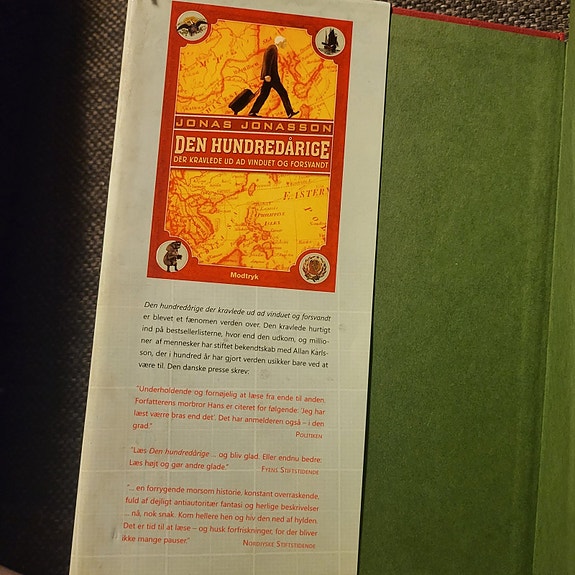 JONAS JONASSON
DEN HUNDREDÅRIGE
DER KRAVLEDE UD AD VINDUET OG FORSVANDT
EASTERN
PHILIPPINE
Modtryk
Den hundredårige der kravlede ud ad vinduet og forsvandt
er blevet et fænomen verden over. Den kravlede hurtigt
ind på bestsellerlisterne, hvor end den udkom, og millio-
ner af mennesker har stiftet bekendtskab med Allan Karls-
son, der i hundred år har gjort verden usikker bare ved at
være til. Den danske presse skrev:
"Underholdende og fornøjelig at læse fra ende til anden.
'Forfatterens morbror Hans er citeret for følgende: 'Jeg har
læst værre bras end det'. Det har anmelderen også – i den
grad."
POLITIKEN
"Læs Den hundredårige ... og bliv glad. Eller endnu bedre:
Læs højt og gør andre glade."
FYENS STIFTSTIDENDE
"... en forrygende morsom historie, konstant overraskende,
fuld af dejligt antiautoritær fantasi og herlige beskrivelser
... nå, nok snak. Kom hellere hen og hiv den ned af hylden.
Det er tid til at læse – og husk forfriskninger, for der bliver
ikke mange pauser."
NORDJYSKE STIFTSTIDENDE